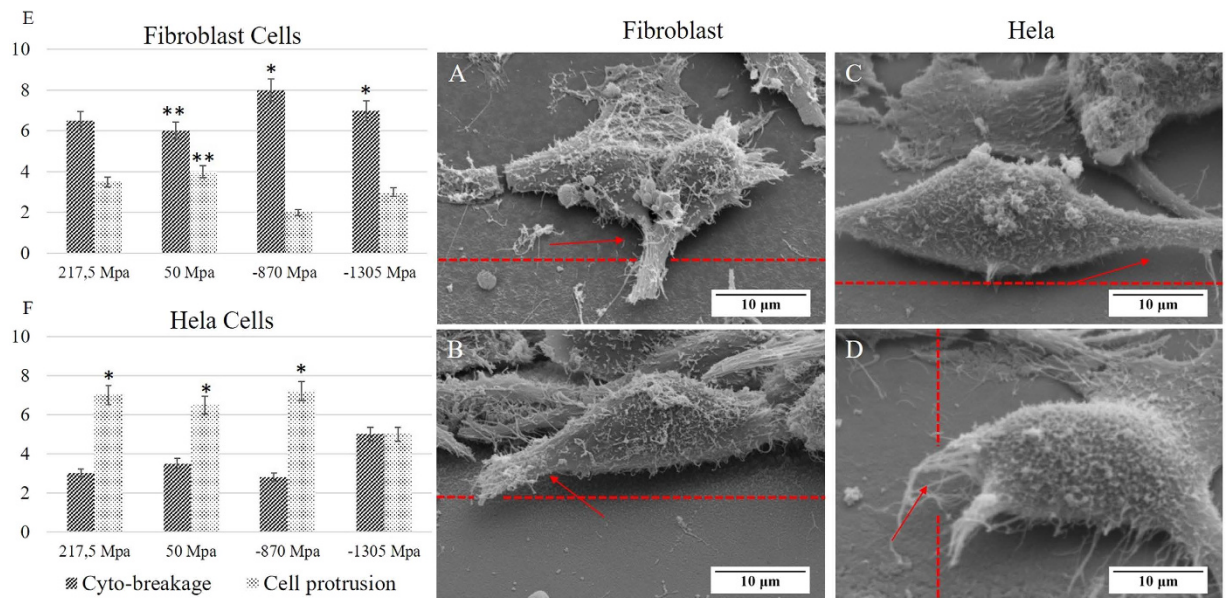 E
Fibroblast Cells
10
8
6
4
2
0
* * ** **
217,5 Mpa 50 Mpa -870 Mpa -1305 Mpa
F
Hela Cells
10
8
6
4
2
0
* * *
217,5 Mpa 50 Mpa -870 Mpa -1305 Mpa
Cyto-breakage Cell protrusion
Fibroblast Hela
A
10 µm
C
10 µm
B
10 µm
D
10 µm